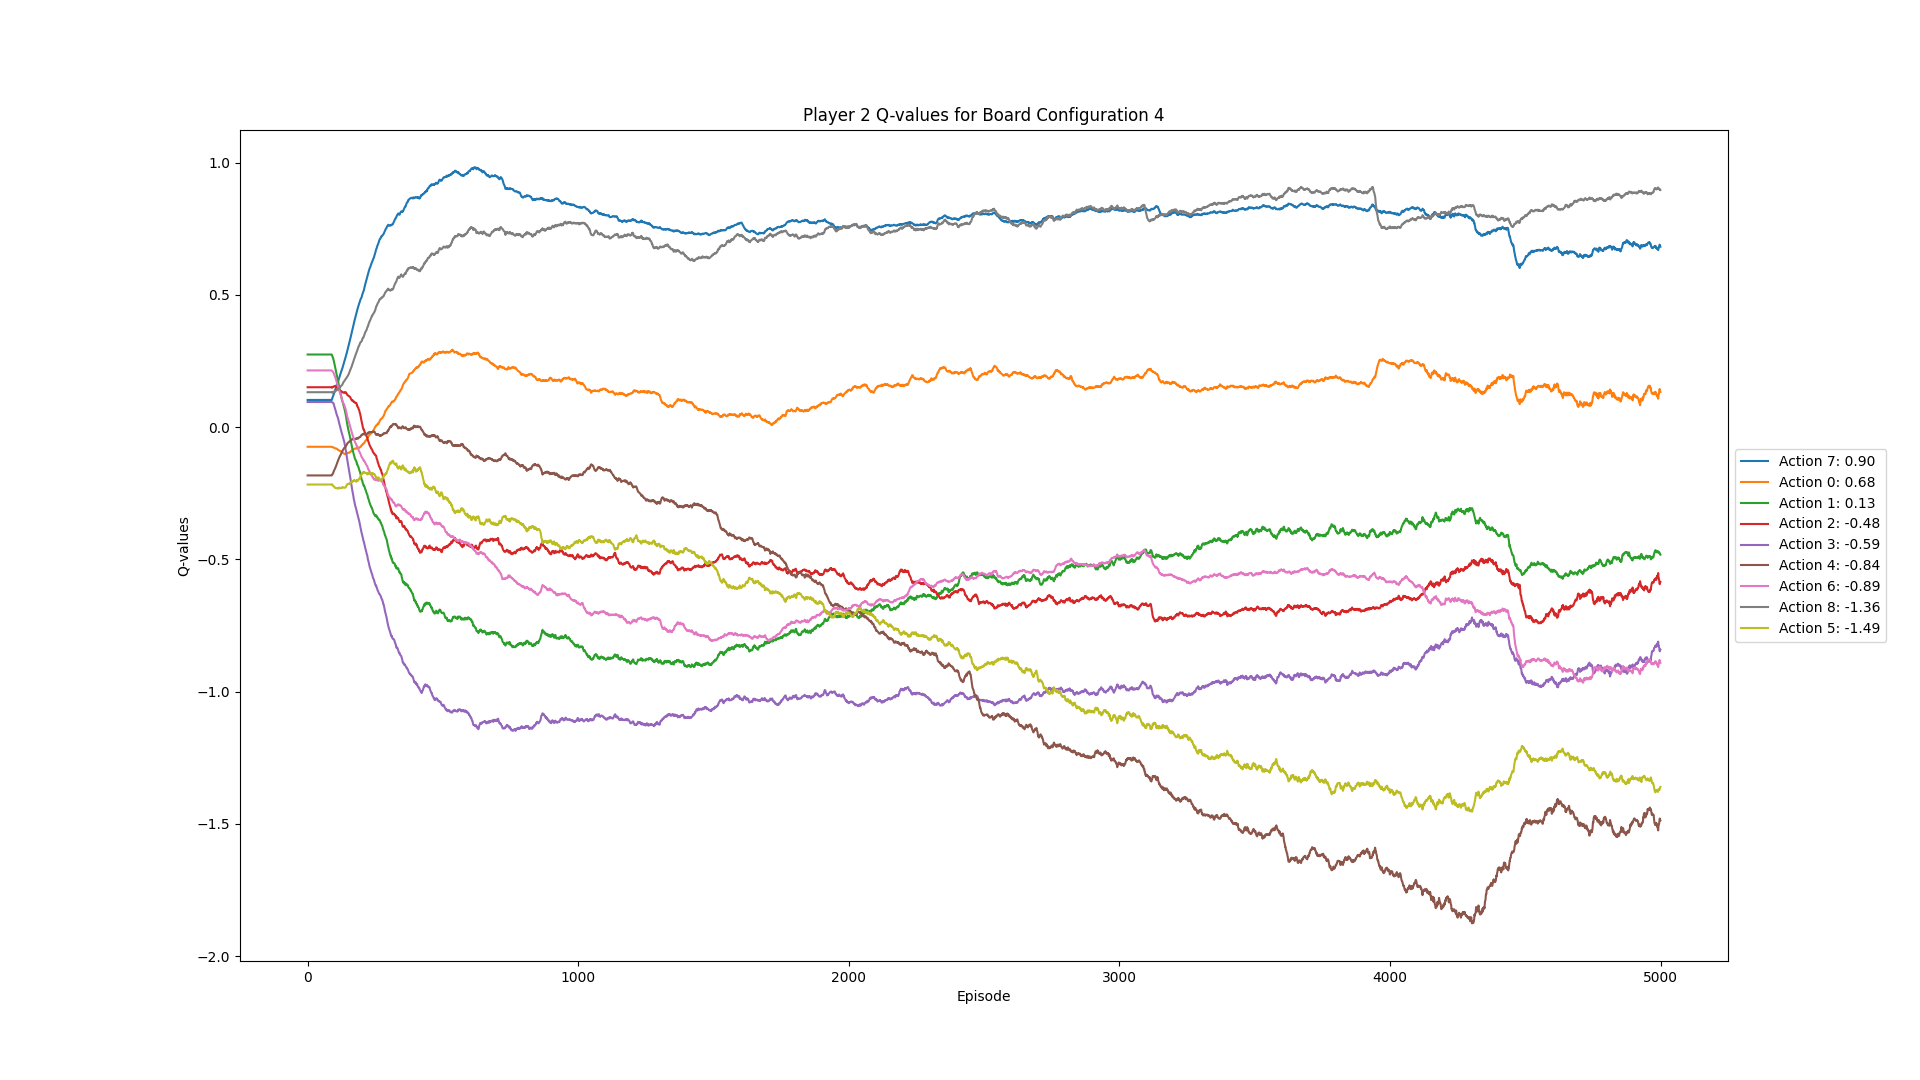 Player 2 Q-values for Board Configuration 4
1.0
0.5
0.0
−0.5
−1.0
−1.5
−2.0
Q-values
0 1000 2000 3000 4000 5000
Episode
Action 7: 0.90
Action 0: 0.68
Action 1: 0.13
Action 2: -0.48
Action 3: -0.59
Action 4: -0.84
Action 6: -0.89
Action 8: -1.36
Action 5: -1.49